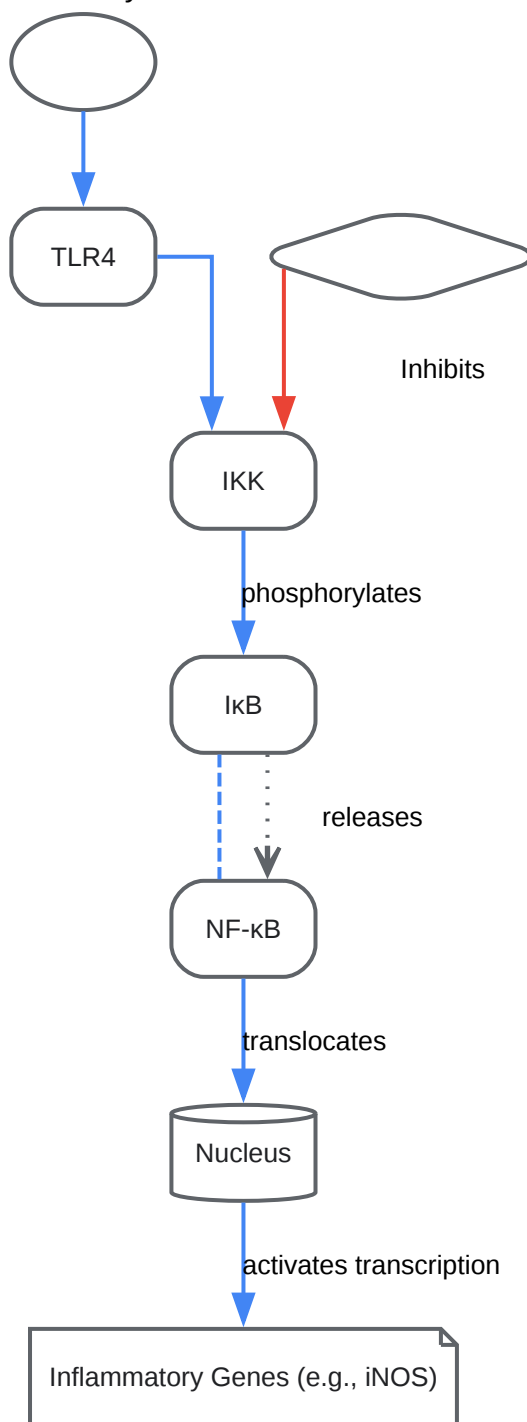 TLR4
Inhibits
IKK
phosphorylates
IκB
releases
NF-κB
translocates
Nucleus
activates transcription
Inflammatory Genes (e.g., iNOS)